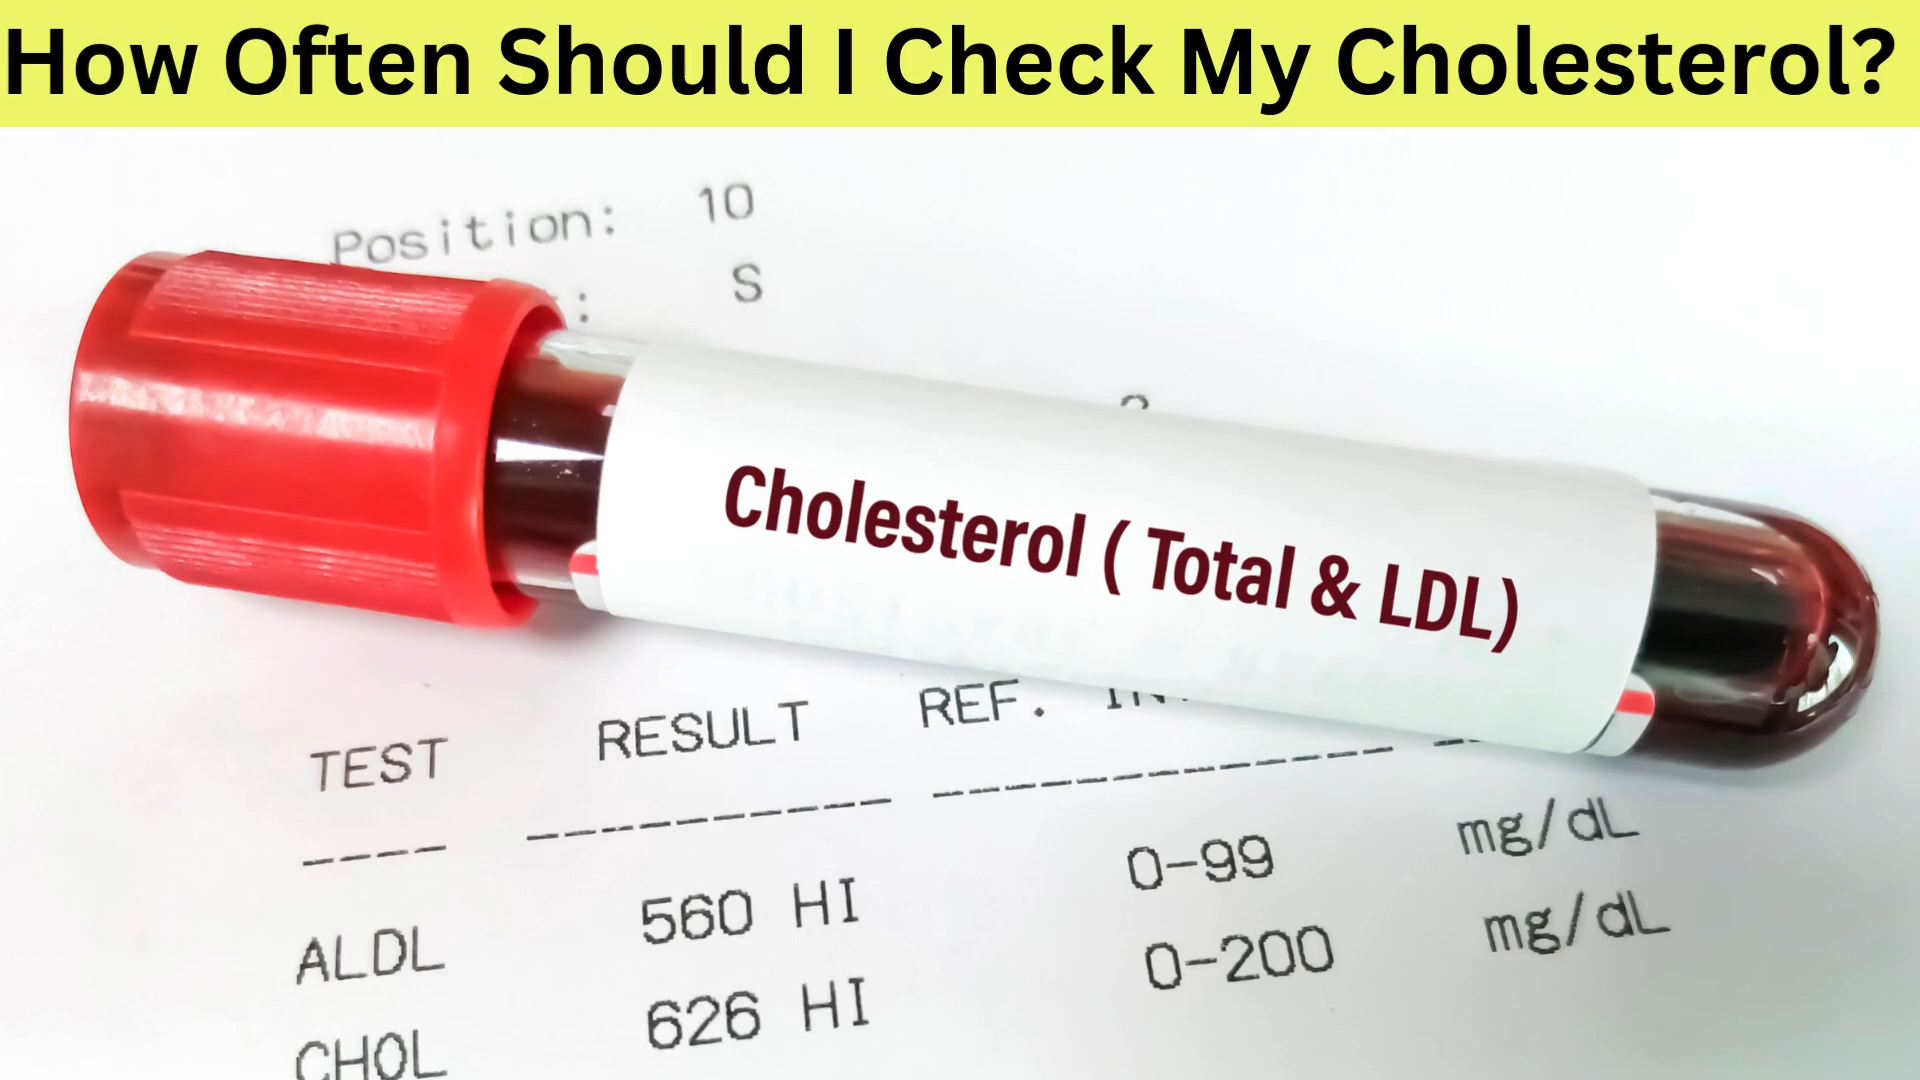 How Often Should I Check My Cholesterol?
Position: 10
: S
Cholesterol ( Total & LDL)
TEST RESULT REF.
---- ---------- -------------
ALDL 560 HI 0-99 mg/dL
CHOL 626 HI 0-200 mg/dL